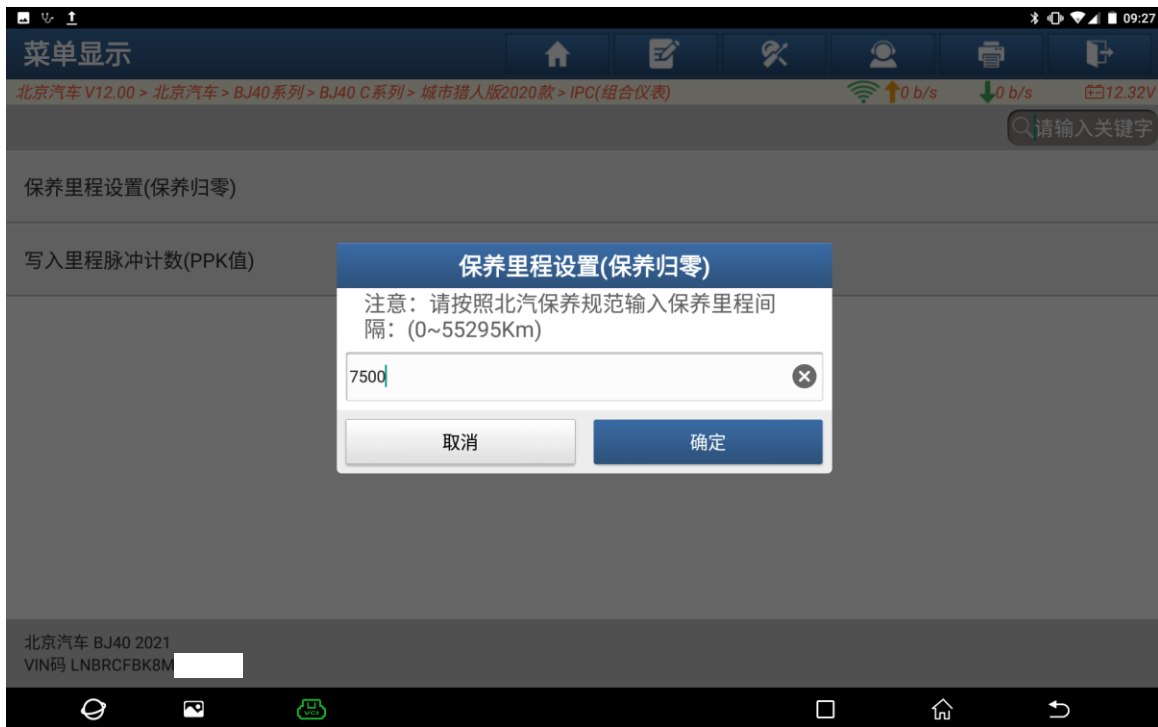 09:27
菜单显示
北京汽车 V12.00 > 北京汽车 > BJ40系列 > BJ40 C系列 > 城市猎人版2020款 > IPC(组合仪表)
0 b/s
0 b/s
12.32V
请输入关键字
保养里程设置(保养归零)
写入里程脉冲计数(PPK值)
保养里程设置(保养归零)
注意：请按照北汽保养规范输入保养里程间
隔：(0~55295Km)
7500
取消
确定
北京汽车 BJ40 2021
VIN码 LNBRCFBK8M
VCI